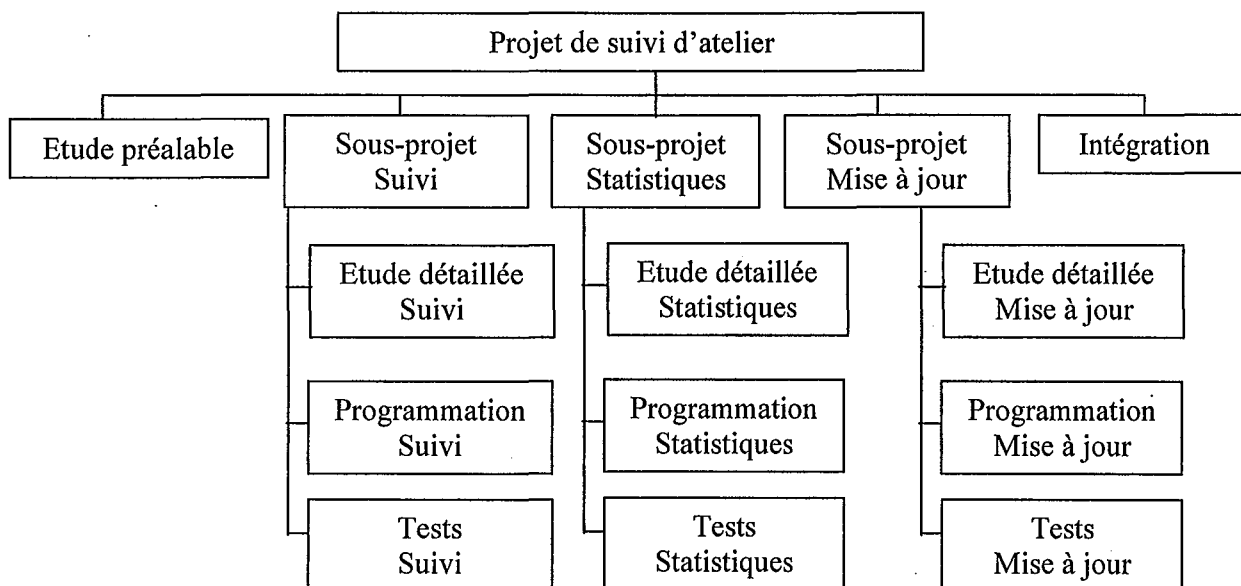 Projet de suivi d'atelier
Etude préalable
Sous-projet
Suivi
Sous-projet
Statistiques
Sous-projet
Mise à jour
Intégration
Etude détaillée
Suivi
Etude détaillée
Statistiques
Etude détaillée
Mise à jour
Programmation
Suivi
Programmation
Statistiques
Programmation
Mise à jour
Tests
Suivi
Tests
Statistiques
Tests
Mise à jour